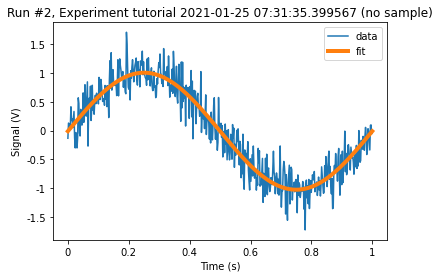 Run #2, Experiment tutorial 2021-01-25 07:31:35.399567 (no sample)
data
fit
Signal (V)
1.5
1
0.5
0
-0.5
-1
-1.5
0
0.2
0.4
0.6
0.8
1
Time (s)